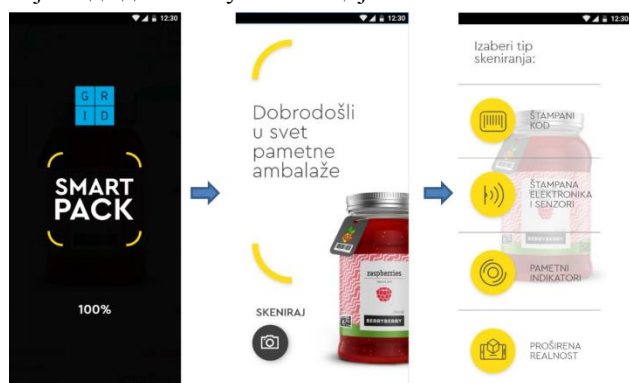 12:30
G R
I D
SMART
PACK
100%
12:30
Dobrodošli
u svet
pametne
ambalaže
raspberries
BERRYBERRY
SKENIRAJ
12:30
Izaberi tip
skeniranja:
ŠTAMPANI
KOD
ŠTAMPANA
ELEKTRONIKA
I SENZORI
PAMETNI
INDIKATORI
PROŠIRENA
REALNOST